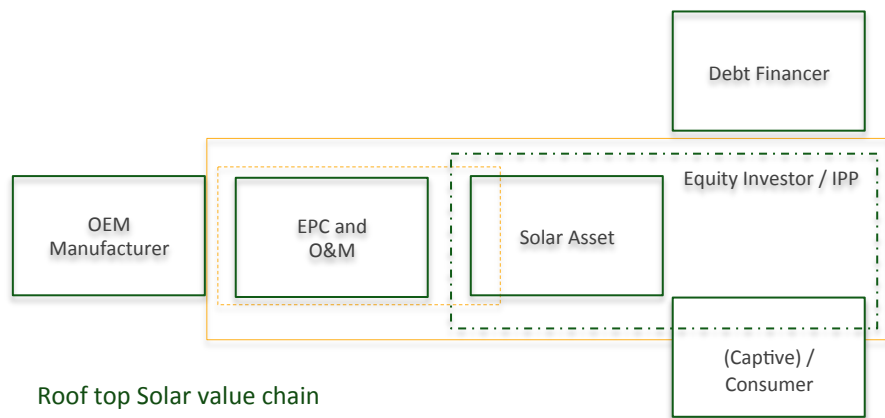 Debt Financer
Equity Investor / IPP
OEM
Manufacturer
EPC and
O&M
Solar Asset
(Captive) /
Consumer
Roof top Solar value chain